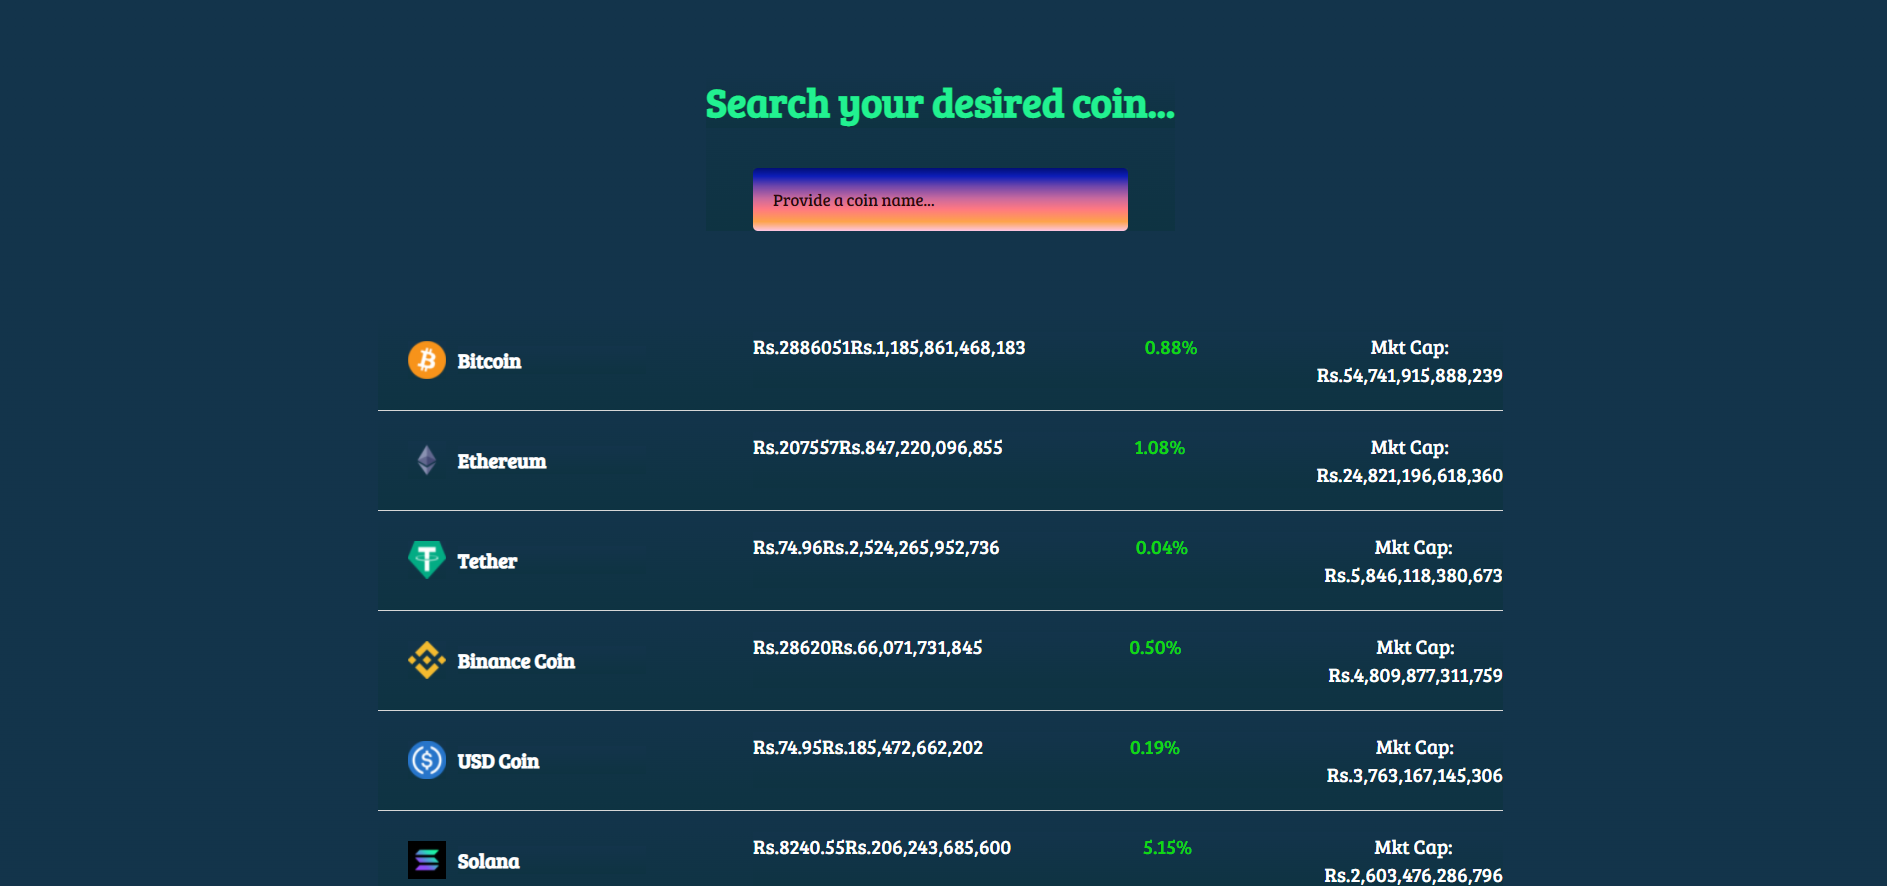 Search your desired coin...
Provide a coin name...
Bitcoin Rs.2886051Rs.1,185,861,468,183 0.88% Mkt Cap:
Rs.54,741,915,888,239
Ethereum Rs.207557Rs.847,220,096,855 1.08% Mkt Cap:
Rs.24,821,196,618,360
Tether Rs.74.96Rs.2,524,265,952,736 0.04% Mkt Cap:
Rs.5,846,118,380,673
Binance Coin Rs.28620Rs.66,071,731,845 0.50% Mkt Cap:
Rs.4,809,877,311,759
USD Coin Rs.74.95Rs.185,472,662,202 0.19% Mkt Cap:
Rs.3,763,167,145,306
Solana Rs.8240.55Rs.206,243,685,600 5.15% Mkt Cap:
Rs.2,603,476,286,796